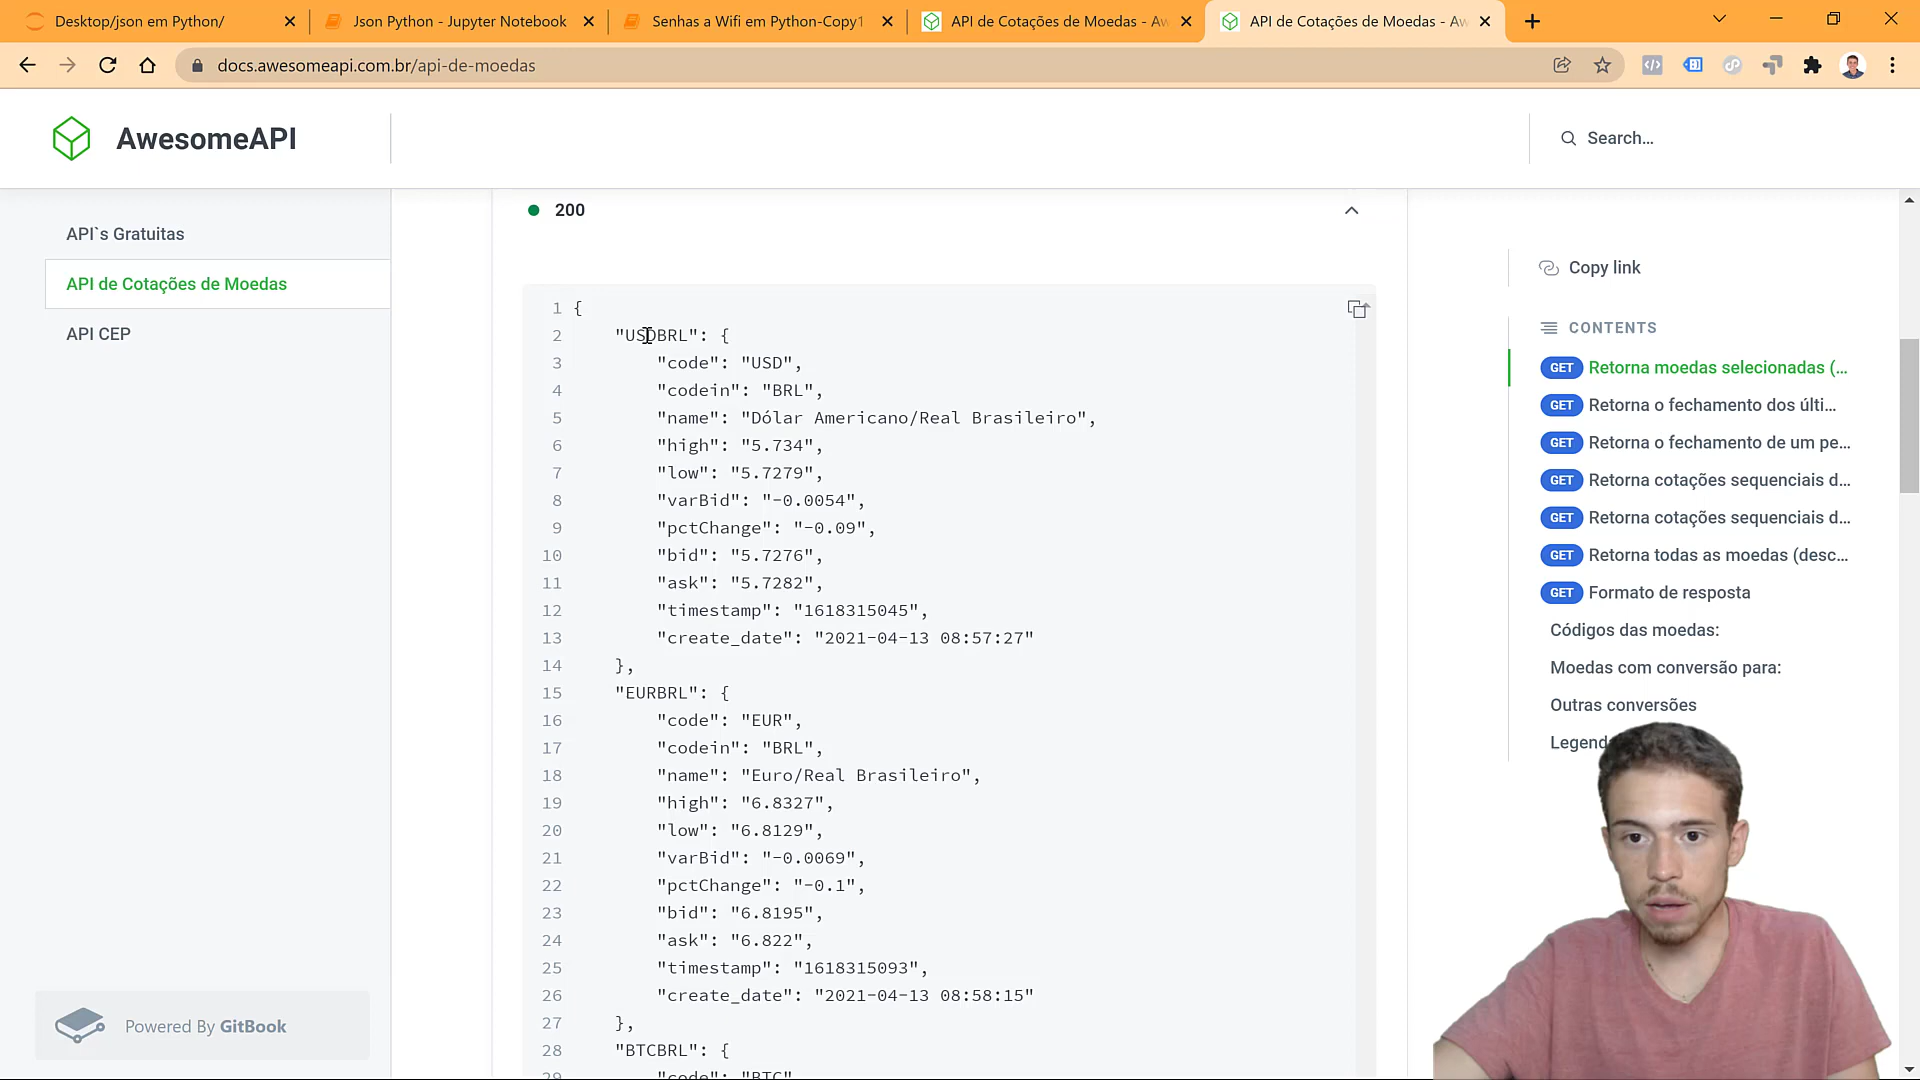 Desktop/json em Python/
Json Python - Jupyter Notebook
Senhas a Wifi em Python-Copy1
API de Cotações de Moedas - Aw
API de Cotações de Moedas - Aw
docs.awesomeapi.com.br/api-de-moedas
AwesomeAPI
Search...
API`s Gratuitas
API de Cotações de Moedas
API CEP
Powered By GitBook
200
1 {
2 "USDBRL": {
3 "code": "USD",
4 "codein": "BRL",
5 "name": "Dólar Americano/Real Brasileiro",
6 "high": "5.734",
7 "low": "5.7279",
8 "varBid": "-0.0054",
9 "pctChange": "-0.09",
10 "bid": "5.7276",
11 "ask": "5.7282",
12 "timestamp": "1618315045",
13 "create_date": "2021-04-13 08:57:27"
14 },
15 "EURBRL": {
16 "code": "EUR",
17 "codein": "BRL",
18 "name": "Euro/Real Brasileiro",
19 "high": "6.8327",
20 "low": "6.8129",
21 "varBid": "-0.0069",
22 "pctChange": "-0.1",
23 "bid": "6.8195",
24 "ask": "6.822",
25 "timestamp": "1618315093",
26 "create_date": "2021-04-13 08:58:15"
27 },
28 "BTCBRL": {
29 "code": "BTC"
Copy link
CONTENTS
GET Retorna moedas selecionadas (...
GET Retorna o fechamento dos últi...
GET Retorna o fechamento de um pe...
GET Retorna cotações sequenciais d...
GET Retorna cotações sequenciais d...
GET Retorna todas as moedas (desc...
GET Formato de resposta
Códigos das moedas:
Moedas com conversão para:
Outras conversões
Legend